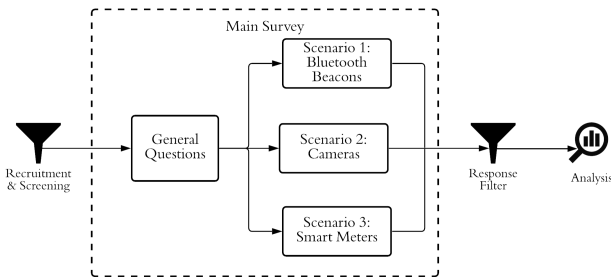 Main Survey
Recruitment
& Screening
General
Questions
Scenario 1:
Bluetooth
Beacons
Scenario 2:
Cameras
Scenario 3:
Smart Meters
Response
Filter
Analysis